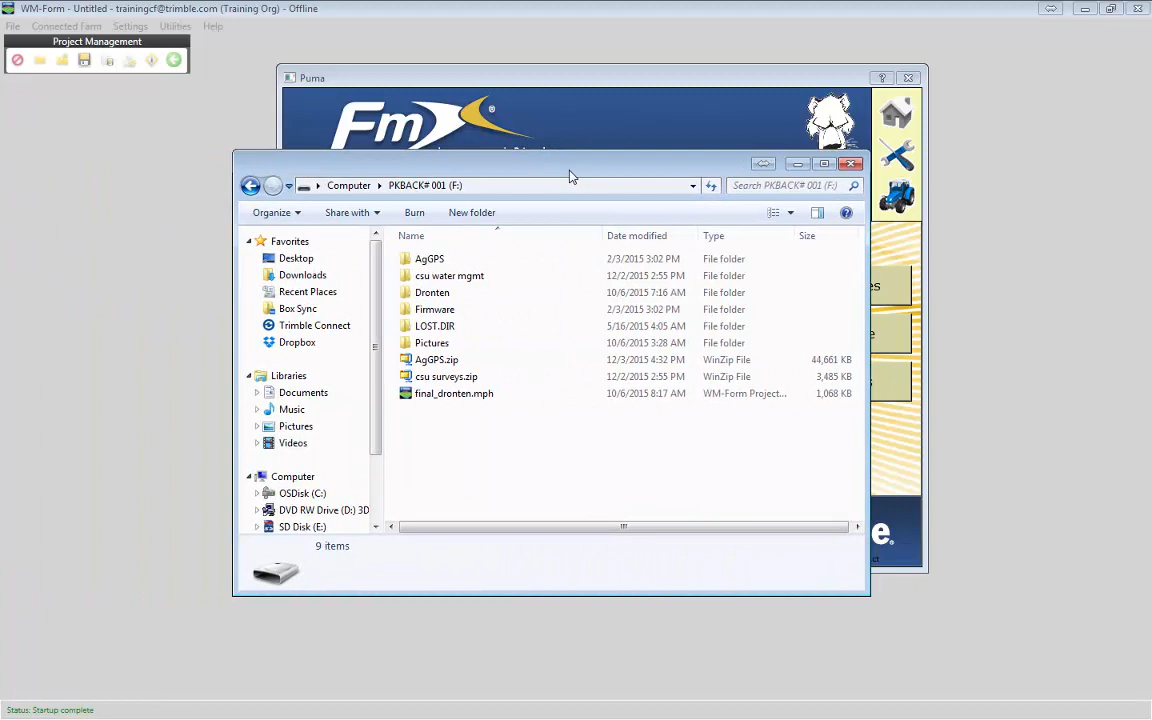 WM-Form - Untitled - trainingcf@trimble.com (Training Org) - Offline
File Connected Farm Settings Utilities Help
Project Management
Puma
Fmx ®
Computer PKBACK# 001 (F:) Search PKBACK# 001 (F:)
Organize Share with Burn New folder
Name Date modified Type Size
Favorites
Desktop
Downloads
Recent Places
Box Sync
Trimble Connect
Dropbox
Libraries
Documents
Music
Pictures
Videos
Computer
OSDisk (C:)
DVD RW Drive (D:) 3D
SD Disk (E:)
AgGPS 2/3/2015 3:02 PM File folder
csu water mgmt 12/2/2015 2:55 PM File folder
Dronten 10/6/2015 7:16 AM File folder
Firmware 2/3/2015 3:02 PM File folder
LOST.DIR 5/16/2015 4:05 AM File folder
Pictures 10/6/2015 3:28 AM File folder
AgGPS.zip 12/3/2015 4:32 PM WinZip File 44,661 KB
csu surveys.zip 12/2/2015 2:55 PM WinZip File 3,485 KB
final_dronten.mph 10/6/2015 8:17 AM WM-Form Project... 1,068 KB
9 items
es
e
s
e.
Status: Startup complete